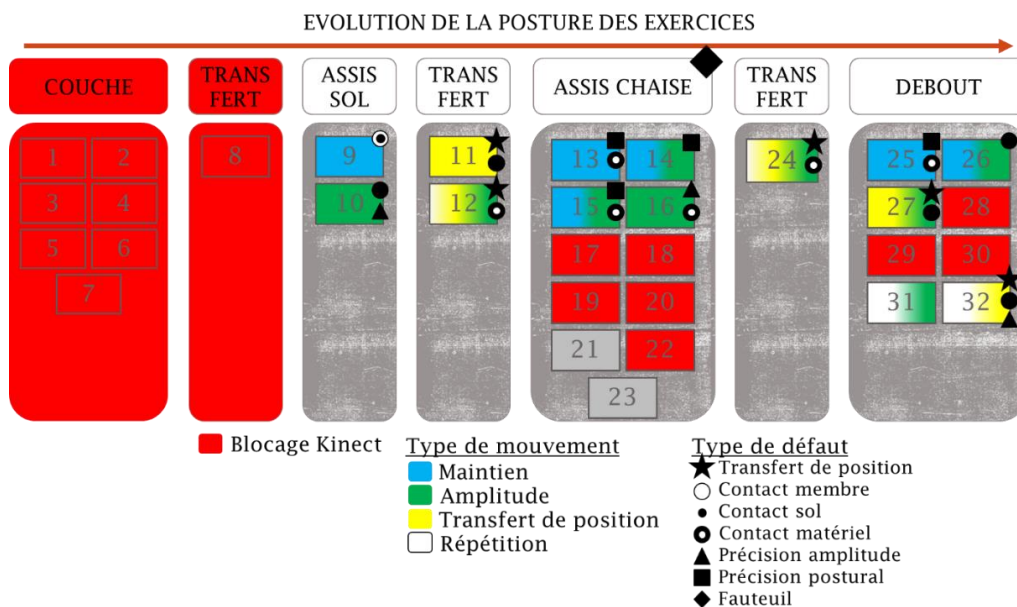 EVOLUTION DE LA POSTURE DES EXERCICES
COUCHE
TRANS
FERT
ASSIS
SOL
TRANS
FERT
ASSIS CHAISE
TRANS
FERT
DEBOUT
1 2
3 4
5 6
7
8
9
10
11
12
13 14
15 16
17 18
19 20
21 22
23
24
25 26
27 28
29 30
31 32
Blocage Kinect
Type de mouvement
Maintien
Amplitude
Transfert de position
Répétition
Type de défaut
Transfert de position
Contact membre
Contact sol
Contact matériel
Précision amplitude
Précision postural
Fauteuil